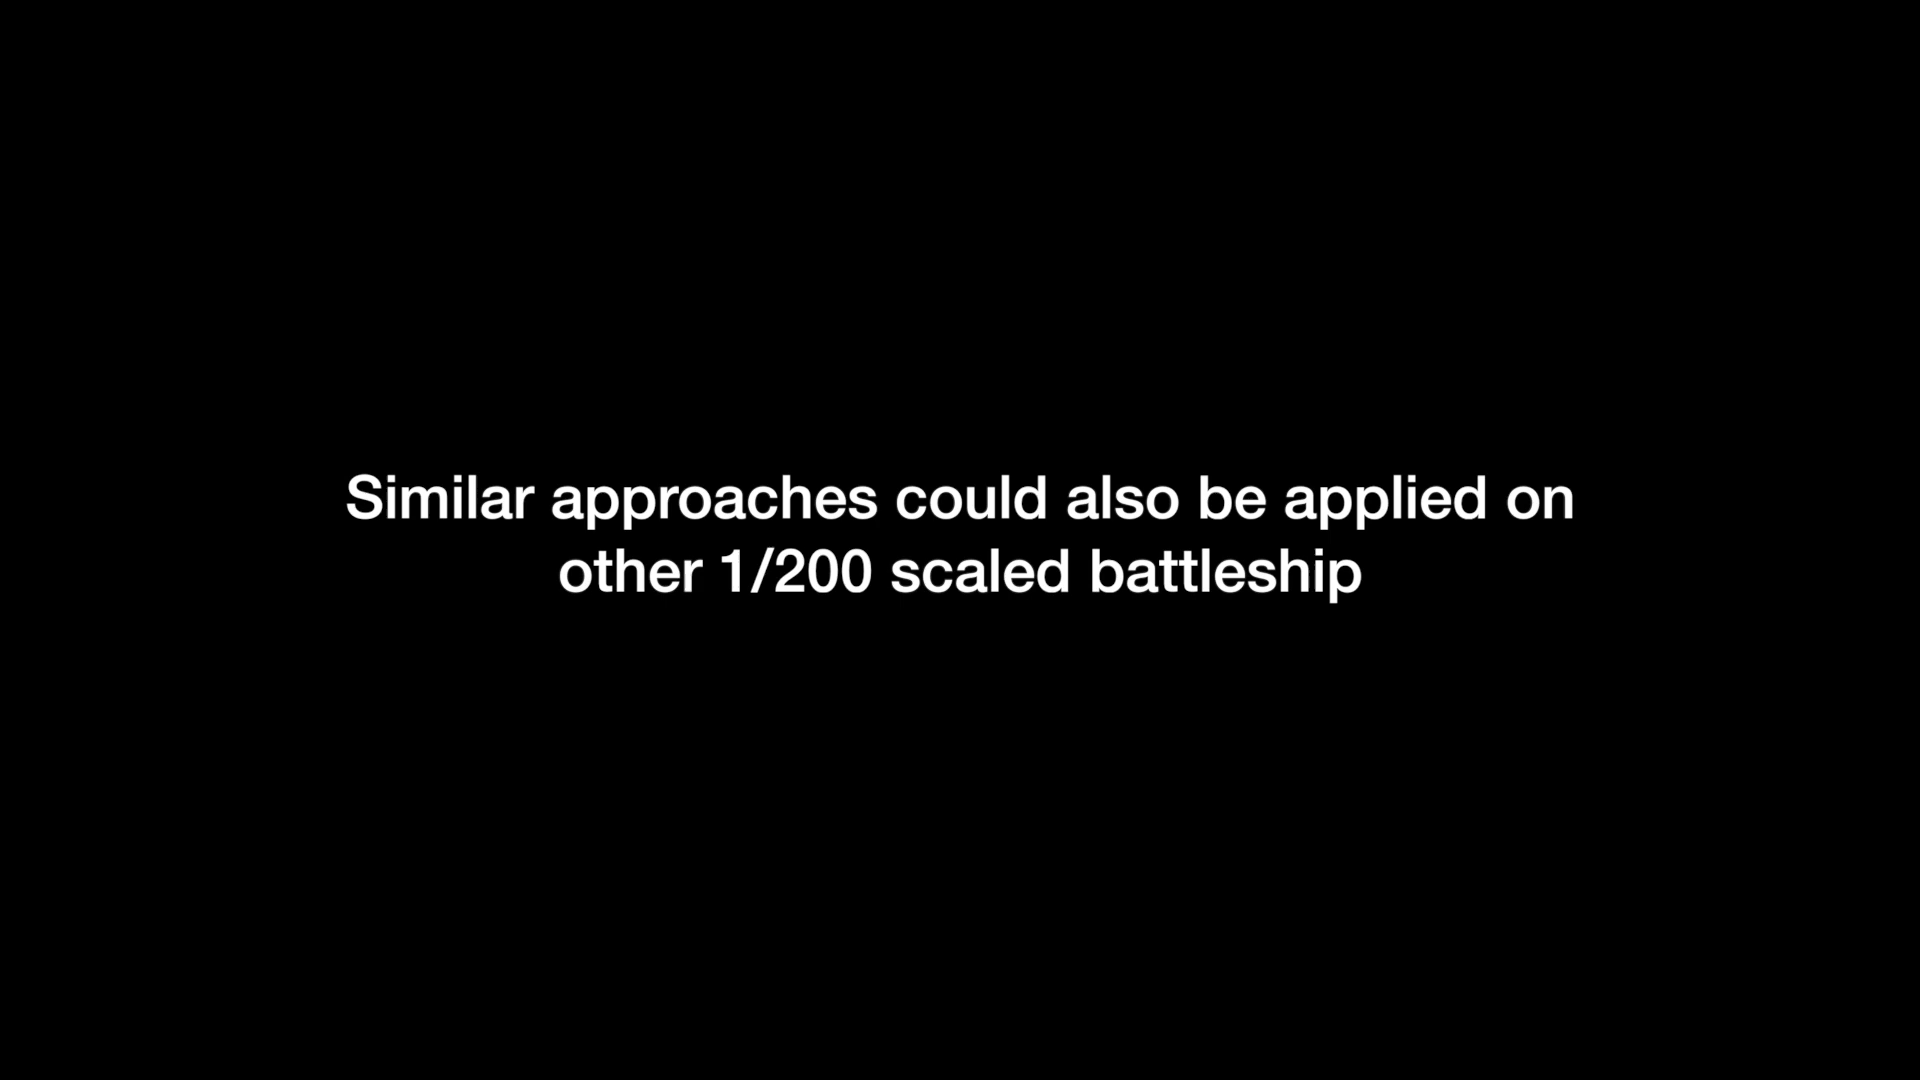 Similar approaches could also be applied on
other 1/200 scaled battleship